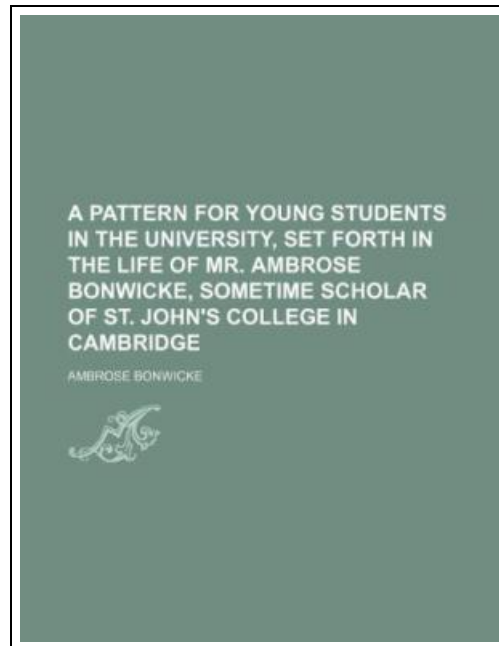 A PATTERN FOR YOUNG STUDENTS
IN THE UNIVERSITY, SET FORTH IN
THE LIFE OF MR. AMBROSE
BONWICKE, SOMETIME SCHOLAR
OF ST. JOHN'S COLLEGE IN
CAMBRIDGE
AMBROSE BONWICKE